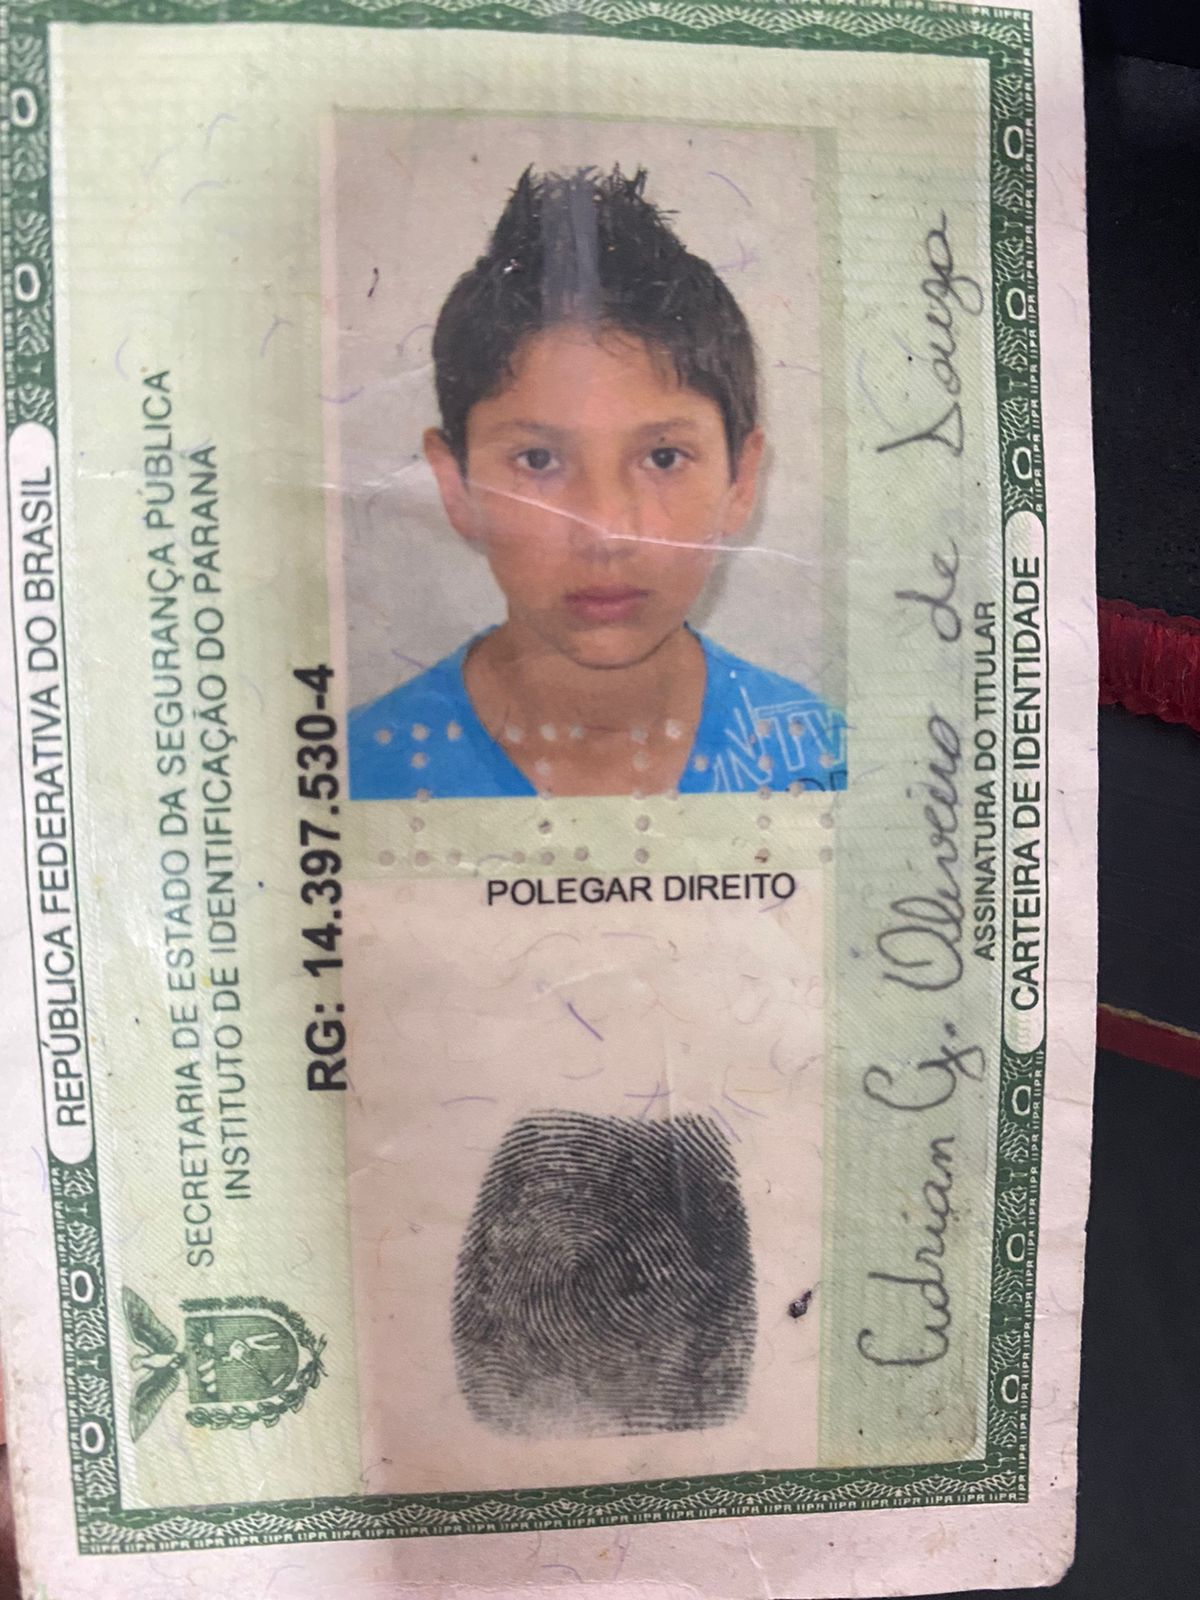 REPÚBLICA FEDERATIVA DO BRASIL
SECRETARIA DE ESTADO DA SEGURANÇA PÚBLICA
INSTITUTO DE IDENTIFICAÇÃO DO PARANÁ
RG: 14.397.530-4
POLEGAR DIREITO
Adrian G. Oliveira de Souza
ASSINATURA DO TITULAR
CARTEIRA DE IDENTIDADE